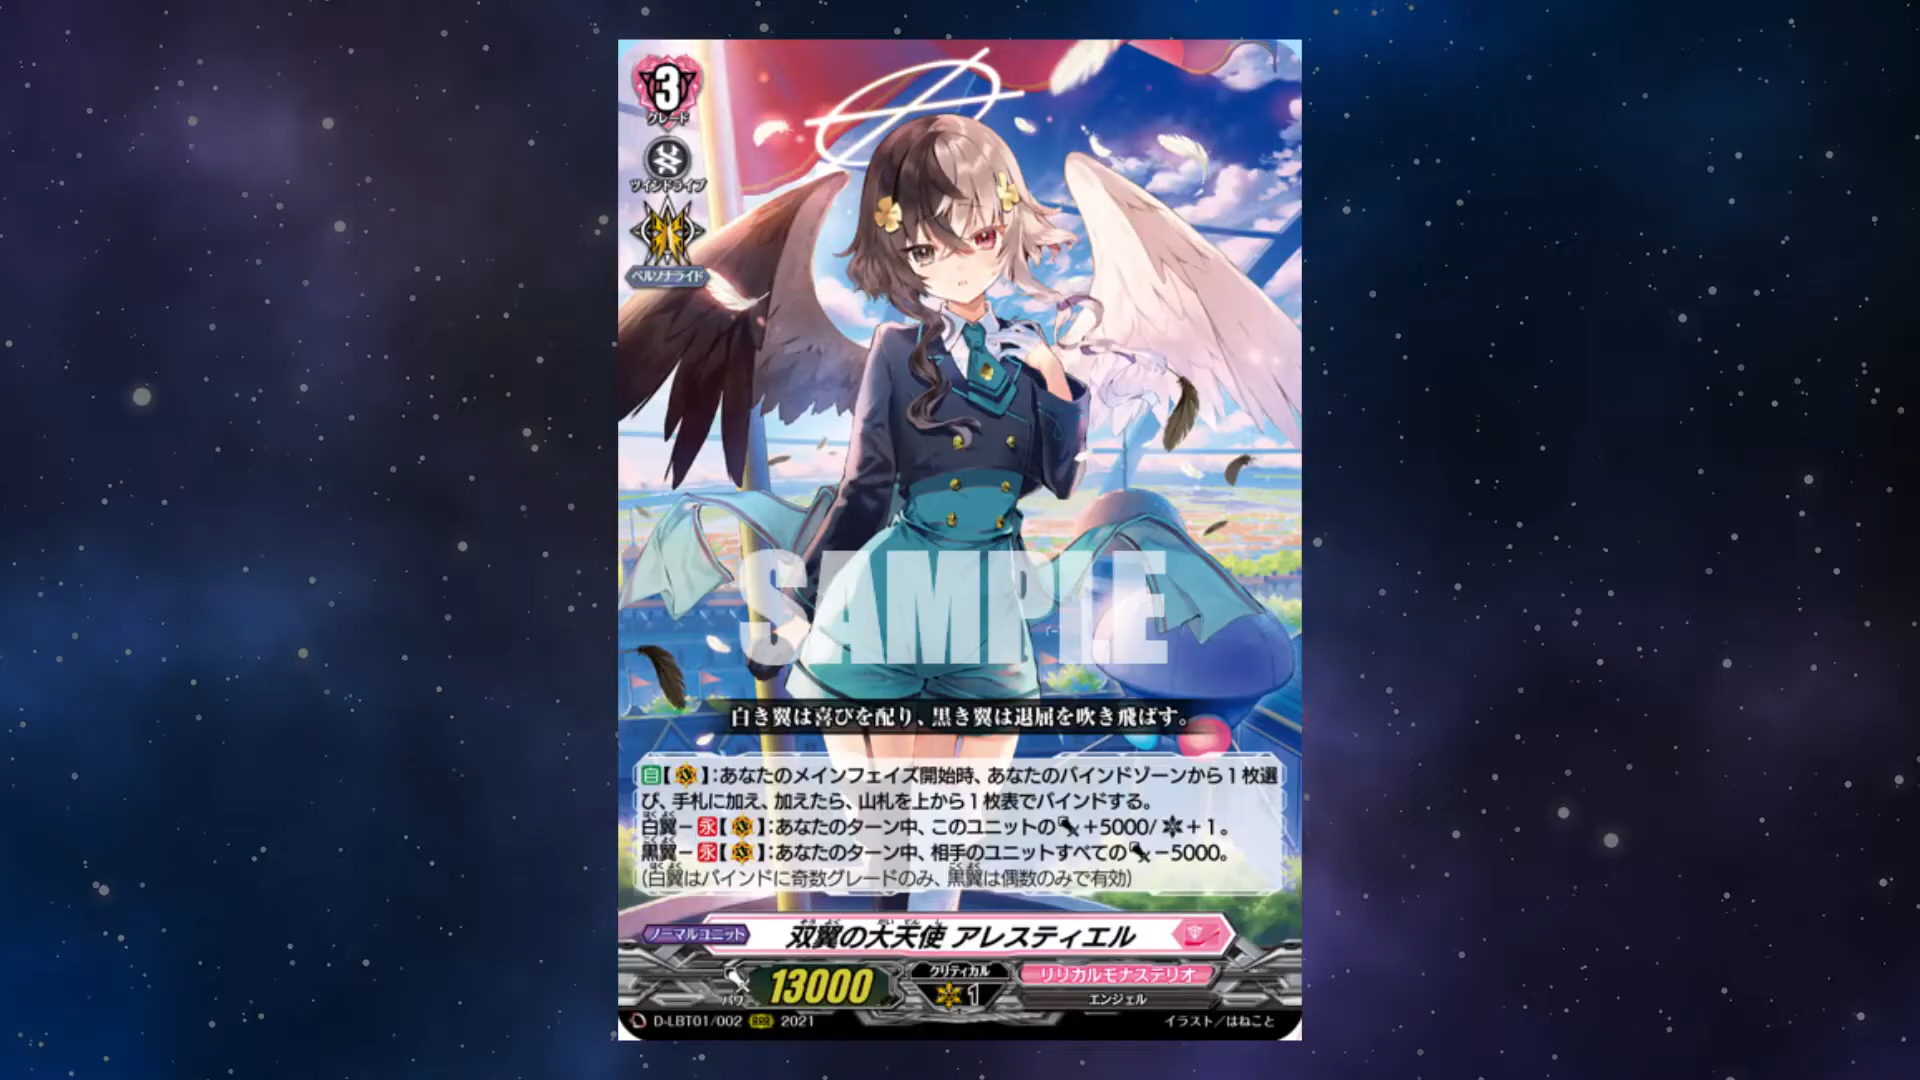 3
グレード
ツインドライブ
ペルソナライド
SAMPLE
白き翼は喜びを配り、黒き翼は退屈を吹き飛ばす。
自【】：あなたのメインフェイズ開始時、あなたのバインドゾーンから１枚選
び、手札に加え、加えたら、山札を上から１枚表でバインドする。
白翼－永【】：あなたのターン中、このユニットの＋5000/＋１。
黒翼－永【】：あなたのターン中、相手のユニットすべての－5000。
（白翼はバインドに奇数グレードのみ、黒翼は偶数のみで有効）
ノーマルユニット 双翼の大天使 アレスティエル
パワー 13000 クリティカル 1 リリカルモナステリオ
エンジェル
D-LBT01/002 RRR 2021 イラスト／はねこと